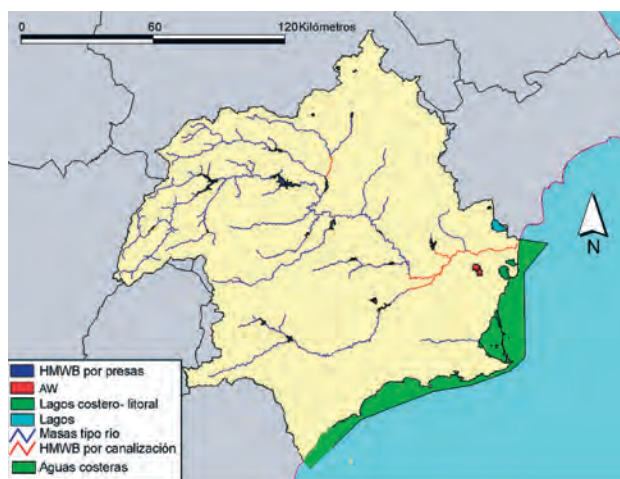 0 60 120 Kilómetros
N
HMWB por presas
AW
Lagos costero- litoral
Lagos
Masas tipo rio
HMWB por canalización
Aguas costeras